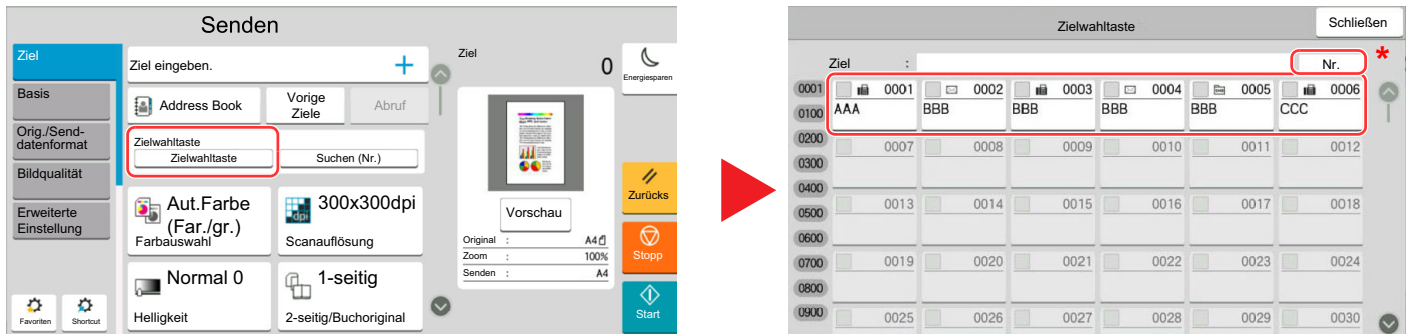 Senden
Ziel
Basis
Orig./Send-
datenformat
Bildqualität
Erweiterte
Einstellung
Favoriten
Shortcut
Ziel eingeben.
Address Book
Vorige
Ziele
Abruf
Zielwahltaste
Zielwahltaste
Suchen (Nr.)
Aut.Farbe
(Far./gr.)
Farbauswahl
300x300dpi
dpi
Scanauflösung
Normal 0
Helligkeit
1-seitig
2-seitig/Buchoriginal
Ziel
0
Vorschau
Original : A4
Zoom : 100%
Senden : A4
Energiesparen
Zurücks
Stopp
Start
Zielwahltaste
Schließen
Ziel :
Nr.
*
0001
0100
0200
0300
0400
0500
0600
0700
0800
0900
0001 0002 0003 0004 0005 0006
AAA BBB BBB BBB BBB CCC
0007 0008 0009 0010 0011 0012
0013 0014 0015 0016 0017 0018
0019 0020 0021 0022 0023 0024
0025 0026 0027 0028 0029 0030